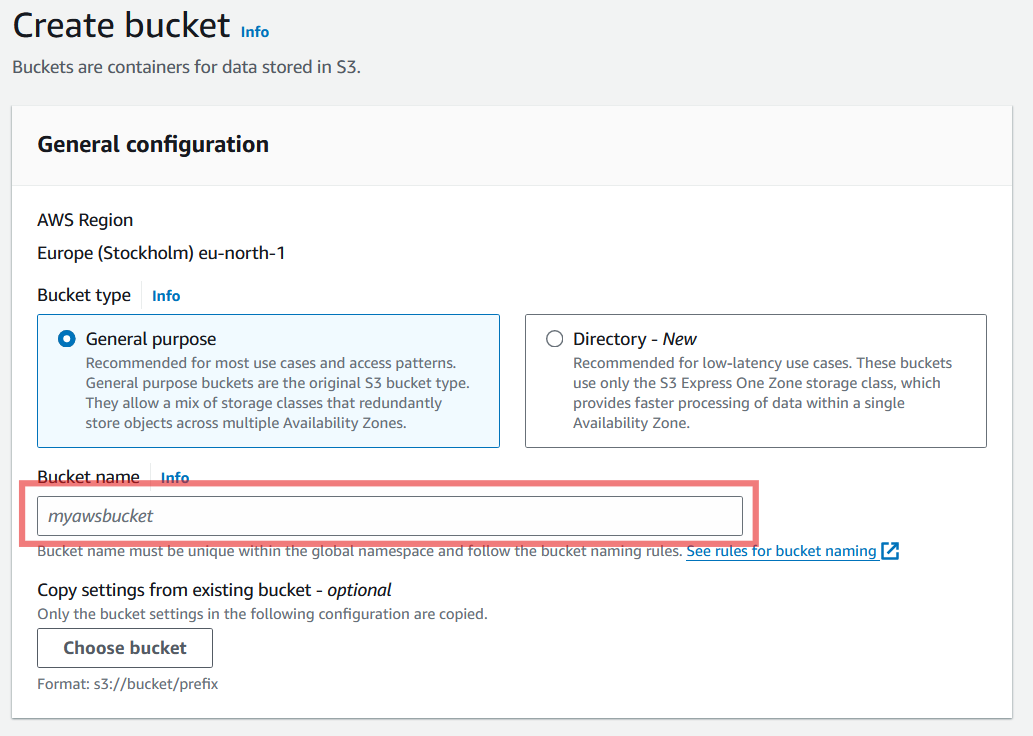 Create bucket Info
Buckets are containers for data stored in S3.
General configuration
AWS Region
Europe (Stockholm) eu-north-1
Bucket type Info
General purpose
Recommended for most use cases and access patterns.
General purpose buckets are the original S3 bucket type.
They allow a mix of storage classes that redundantly
store objects across multiple Availability Zones.
Directory - New
Recommended for low-latency use cases. These buckets
use only the S3 Express One Zone storage class, which
provides faster processing of data within a single
Availability Zone.
Bucket name Info
myawsbucket
Bucket name must be unique within the global namespace and follow the bucket naming rules. See rules for bucket naming
Copy settings from existing bucket - optional
Only the bucket settings in the following configuration are copied.
Choose bucket
Format: s3://bucket/prefix